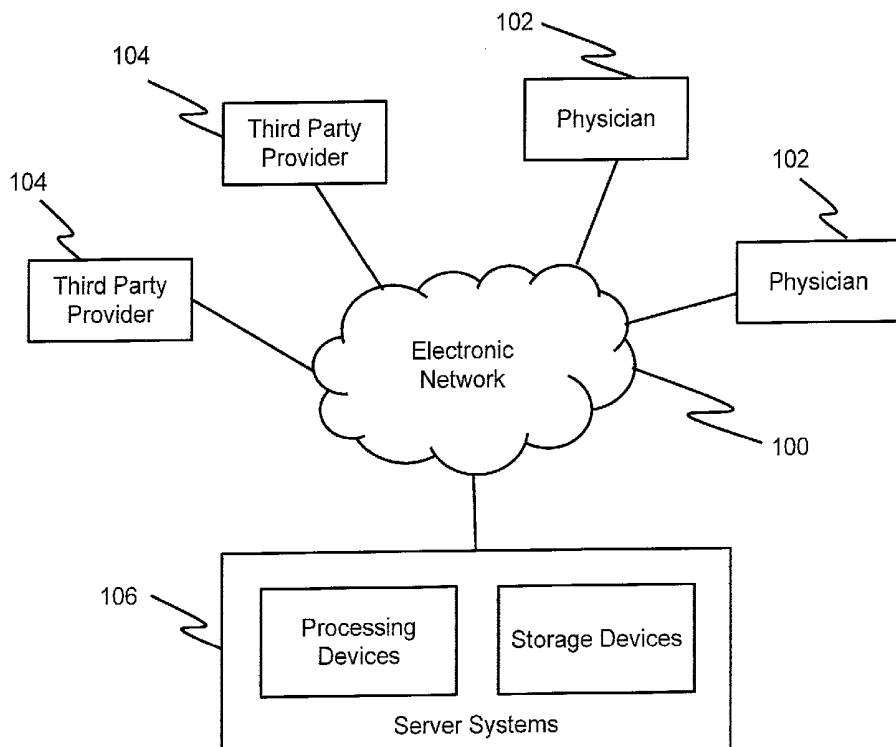 102
104
Third Party
Provider
Physician
104
102
Third Party
Provider
Physician
Electronic
Network
100
106
Processing
Devices
Storage Devices
Server Systems